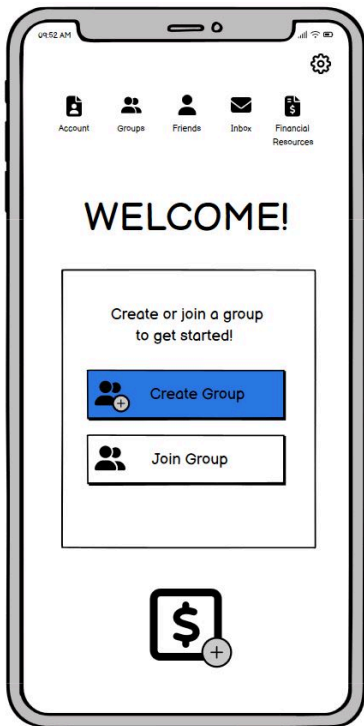 09:52 AM
Account Groups Friends Inbox Financial
Resources
WELCOME!
Create or join a group
to get started!
Create Group
Join Group
$